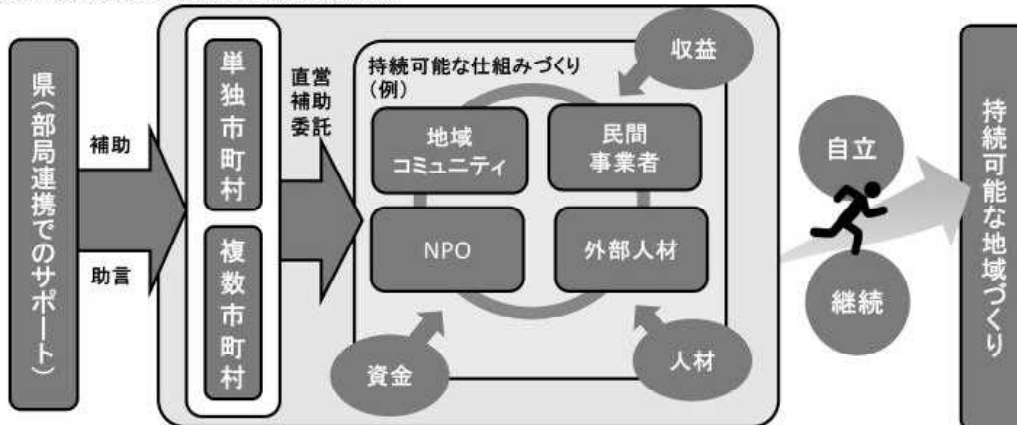 県(部局連携でのサポート)
補助
助言
単独市町村
複数市町村
直営
補助
委託
持続可能な仕組みづくり
(例)
地域
コミュニティ
民間
事業者
NPO
外部人材
収益
資金
人材
自立
継続
持続可能な地域づくり